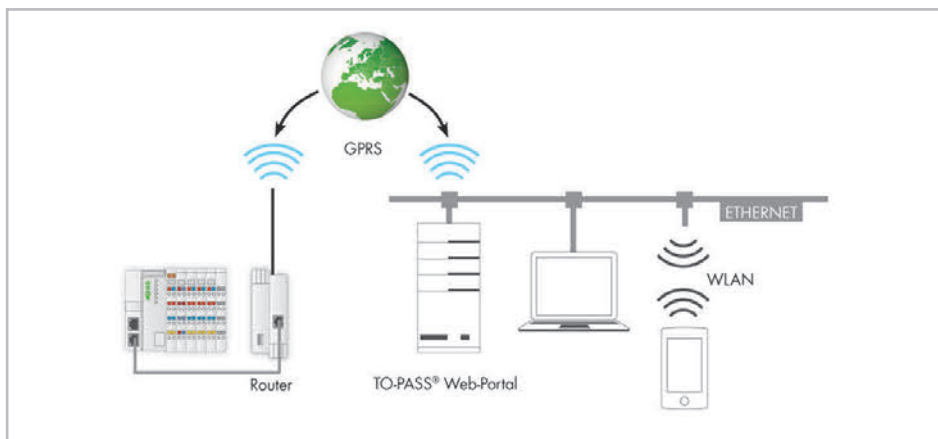 GPRS
ETHERNET
WLAN
Router
TO-PASS® Web-Portal